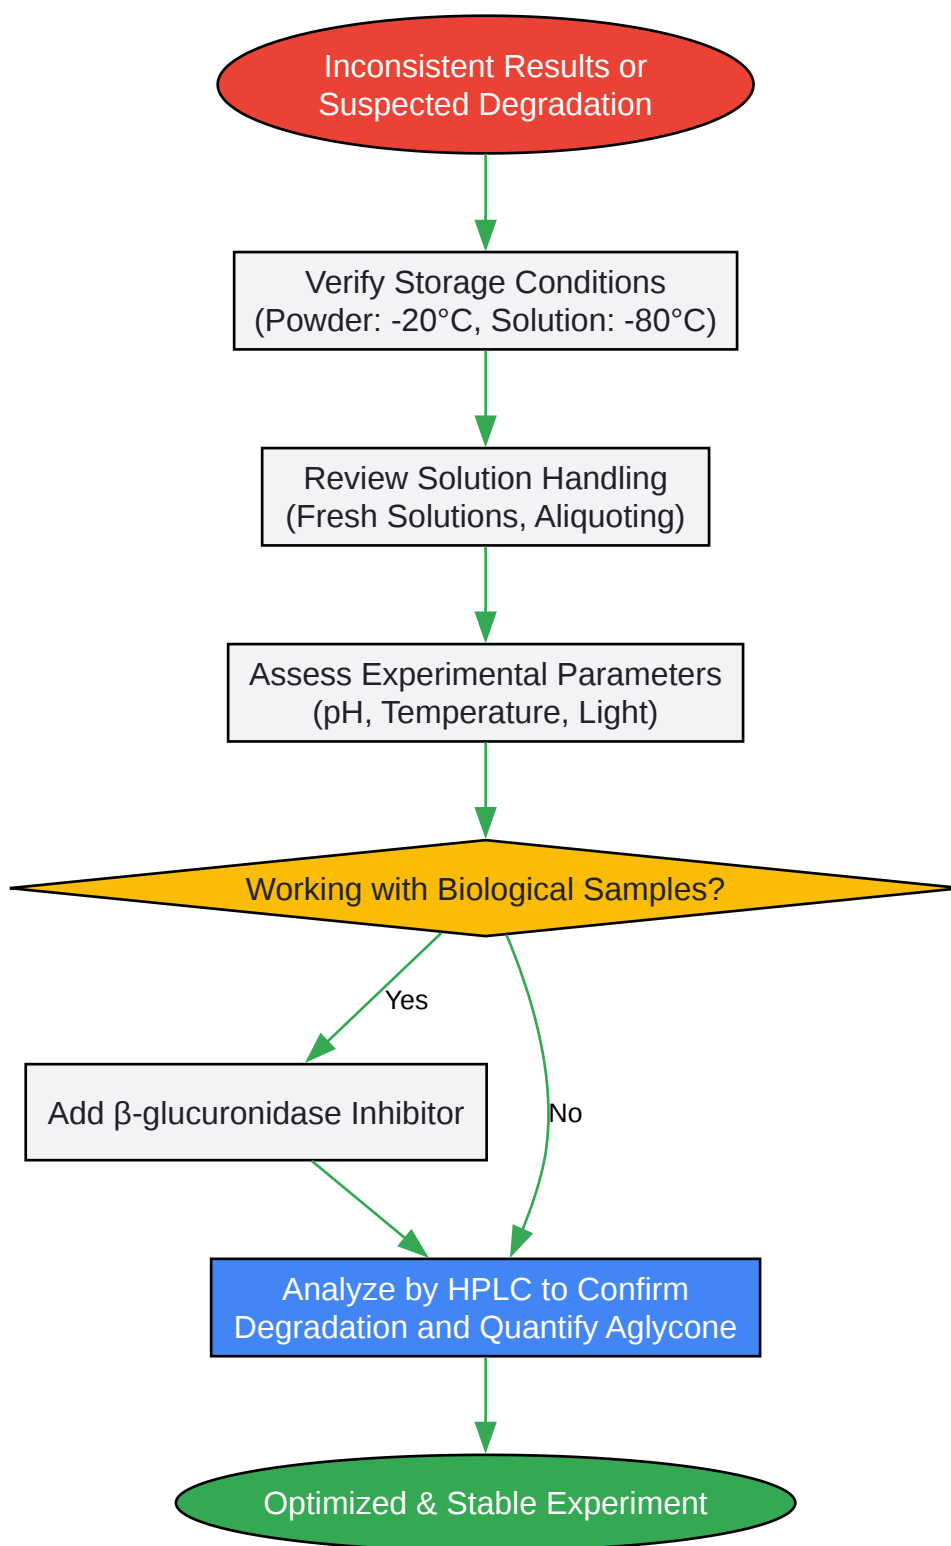 Inconsistent Results or
Suspected Degradation
Verify Storage Conditions
(Powder: -20°C, Solution: -80°C)
Review Solution Handling
(Fresh Solutions, Aliquoting)
Assess Experimental Parameters
(pH, Temperature, Light)
Working with Biological Samples?
Yes
Add β-glucuronidase Inhibitor
No
Analyze by HPLC to Confirm
Degradation and Quantify Aglycone
Optimized & Stable Experiment